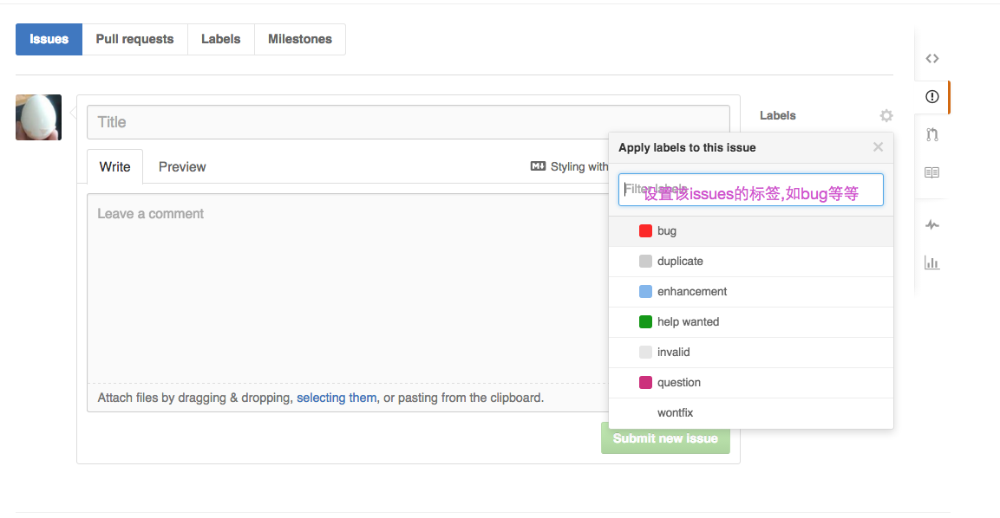 Issues Pull requests Labels Milestones
Title
Labels
Apply labels to this issue
Write Preview
Styling with
Filter labels
设置该issues的标签,如bug等等
Leave a comment
bug
duplicate
enhancement
help wanted
invalid
question
Attach files by dragging & dropping, selecting them, or pasting from the clipboard.
wontfix
Submit new issue